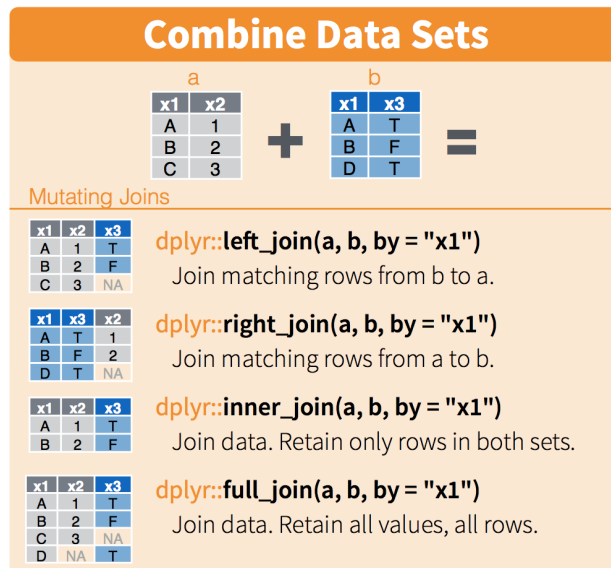 Combine Data Sets
a
b
x1 x2
A 1
B 2
C 3
+
x1 x3
A T
B F
D T
=
Mutating Joins
x1 x2 x3
A 1 T
B 2 F
C 3 NA
dplyr::left_join(a, b, by = "x1")
Join matching rows from b to a.
x1 x3 x2
A T 1
B F 2
D T NA
dplyr::right_join(a, b, by = "x1")
Join matching rows from a to b.
x1 x2 x3
A 1 T
B 2 F
dplyr::inner_join(a, b, by = "x1")
Join data. Retain only rows in both sets.
x1 x2 x3
A 1 T
B 2 F
C 3 NA
D NA T
dplyr::full_join(a, b, by = "x1")
Join data. Retain all values, all rows.